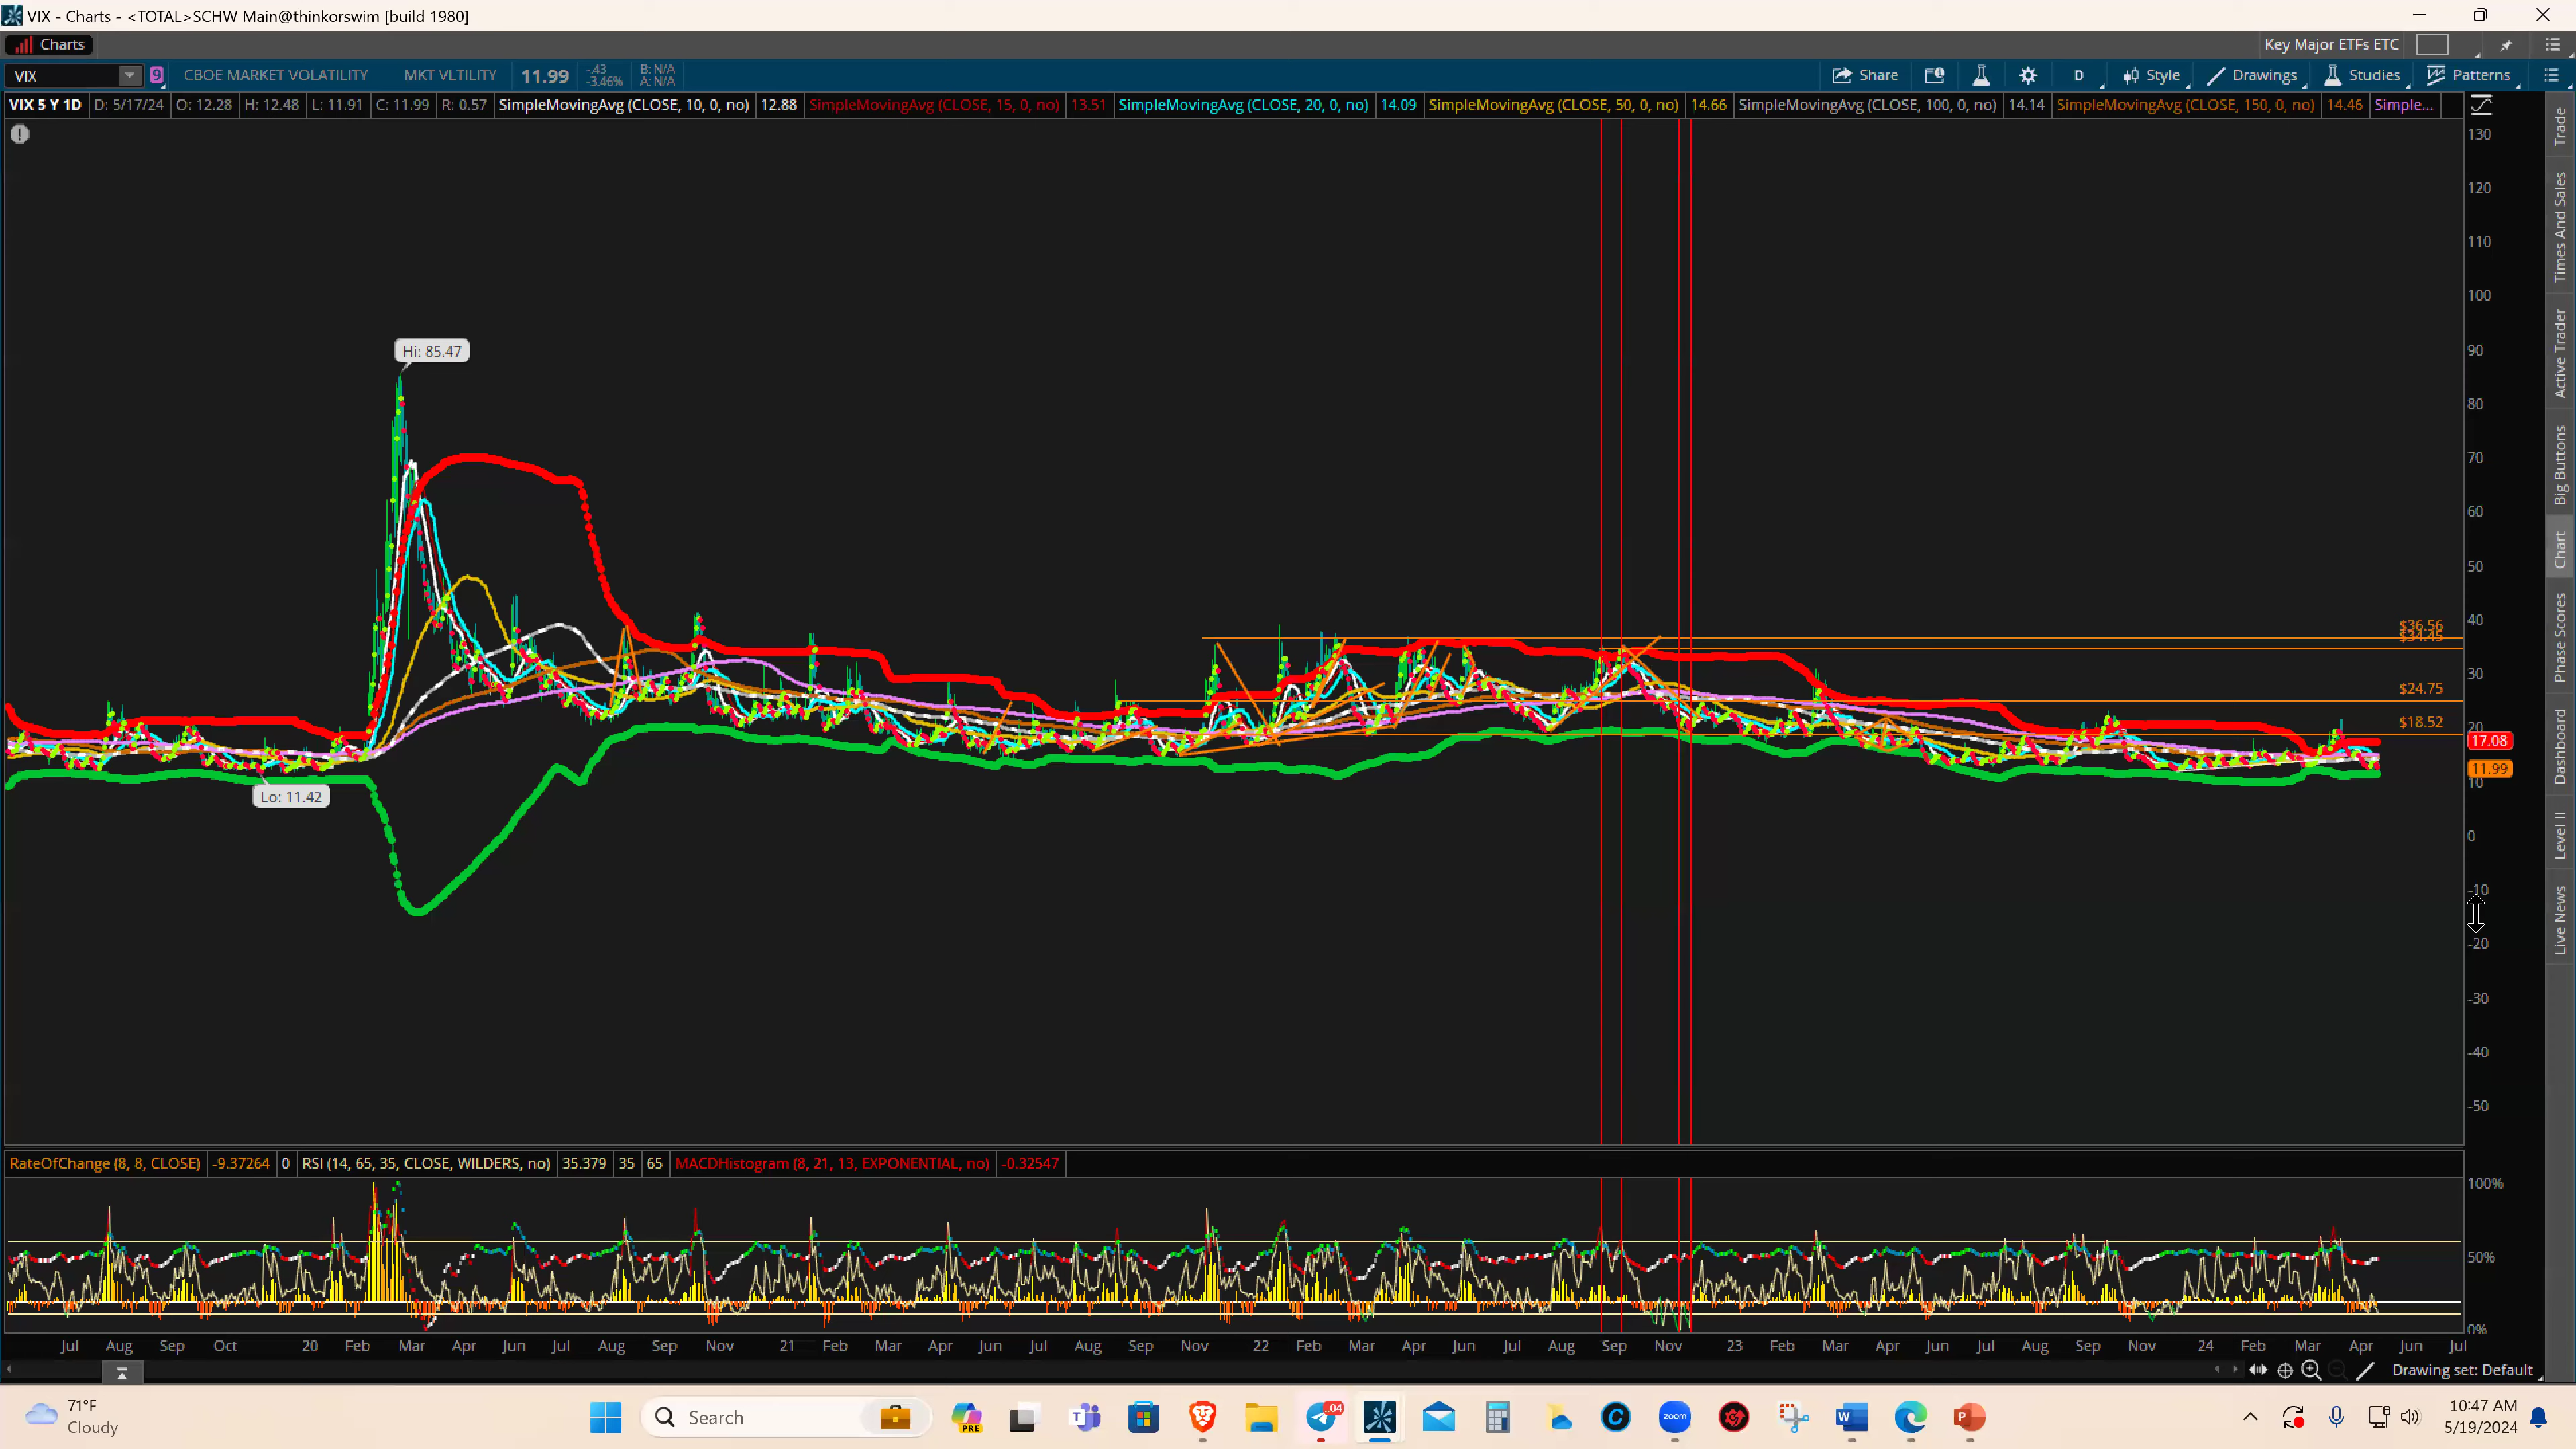 VIX - Charts - <TOTAL>SCHW Main@thinkorswim [build 1980]
Charts
Key Major ETFs ETC
VIX 9 CBOE MARKET VOLATILITY MKT VLTILITY 11.99 -.43 -3.46% B: N/A A: N/A Share D Style Drawings Studies Patterns
VIX 5 Y 1D D: 5/17/24 O: 12.28 H: 12.48 L: 11.91 C: 11.99 R: 0.57 SimpleMovingAvg (CLOSE, 10, 0, no) 12.88 SimpleMovingAvg (CLOSE, 15, 0, no) 13.51 SimpleMovingAvg (CLOSE, 20, 0, no) 14.09 SimpleMovingAvg (CLOSE, 50, 0, no) 14.66 SimpleMovingAvg (CLOSE, 100, 0, no) 14.14 SimpleMovingAvg (CLOSE, 150, 0, no) 14.46 Simple...
130
120
110
100
90
Hi: 85.47
80
70
60
50
40
$36.56
$34.45
30
$24.75
$18.52
20
17.08
11.99
10
Lo: 11.42
0
-10
-20
-30
-40
-50
Trade
Times And Sales
Active Trader
Big Buttons
Chart
Phase Scores
Dashboard
Level II
Live News
RateOfChange (8, 8, CLOSE) -9.37264 0 RSI (14, 65, 35, CLOSE, WILDERS, no) 35.379 35 65 MACDHistogram (8, 21, 13, EXPONENTIAL, no) -0.32547
100%
50%
0%
Jul Aug Sep Oct 20 Feb Mar Apr Jun Jul Aug Sep Nov 21 Feb Mar Apr Jun Jul Aug Sep Nov 22 Feb Mar Apr Jun Jul Aug Sep Nov 23 Feb Mar Apr Jun Jul Aug Sep Nov 24 Feb Mar Apr Jun Jul
Drawing set: Default
71°F
Cloudy
Search
PRE
.04
zoom
10:47 AM
5/19/2024